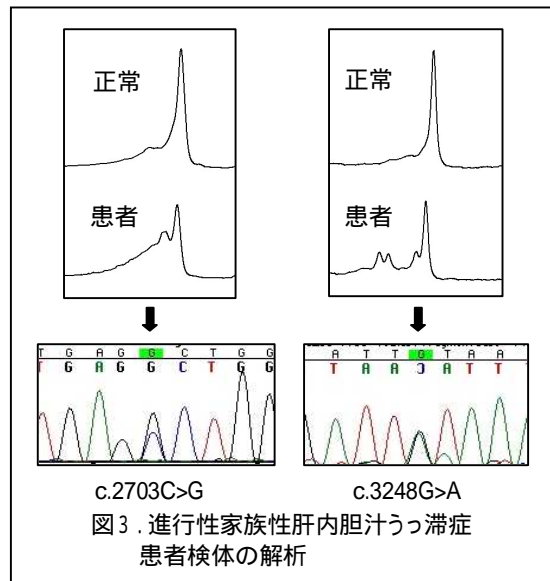 正常
正常
患者
患者
T G A G G C T G G
T G A G G C T G G
A T T G T A A
T A A C A T T
c.2703C>G
c.3248G>A
図3．進行性家族性肝内胆汁うっ滞症
患者検体の解析